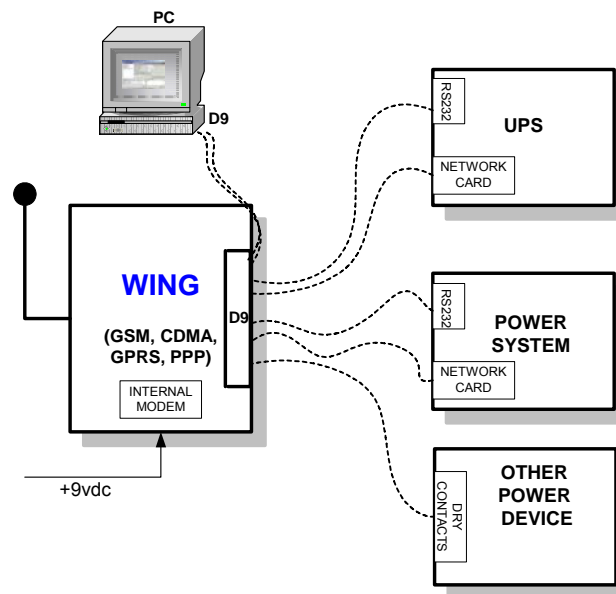 PC
D9
WING
(GSM, CDMA,
GPRS, PPP)
D9
INTERNAL
MODEM
+9vdc
RS232
UPS
NETWORK
CARD
RS232
POWER
SYSTEM
NETWORK
CARD
DRY
CONTACTS
OTHER
POWER
DEVICE